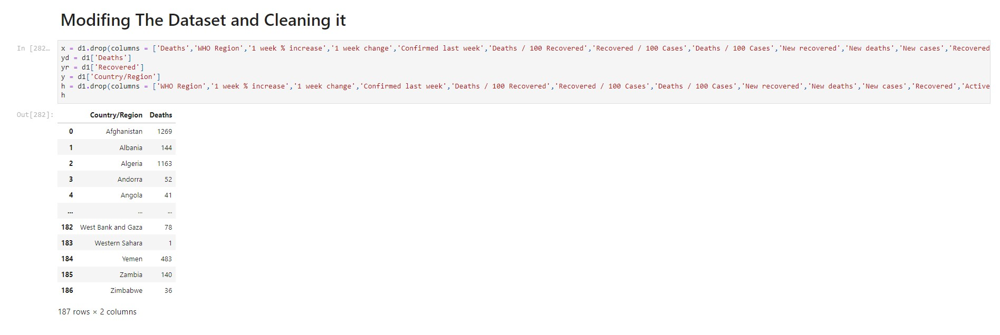 Modifing The Dataset and Cleaning it
In [282…
x = d1.drop(columns = ['Deaths','WHO Region','1 week % increase','1 week change','Confirmed last week','Deaths / 100 Recovered','Recovered / 100 Cases','Deaths / 100 Cases','New recovered','New deaths','New cases','Recovered
yd = d1['Deaths']
yr = d1['Recovered']
y = d1['Country/Region']
h = d1.drop(columns = ['WHO Region','1 week % increase','1 week change','Confirmed last week','Deaths / 100 Recovered','Recovered / 100 Cases','Deaths / 100 Cases','New recovered','New deaths','New cases','Recovered','Active
h
Out[282]:
Country/Region Deaths
0 Afghanistan 1269
1 Albania 144
2 Algeria 1163
3 Andorra 52
4 Angola 41
... ... ...
182 West Bank and Gaza 78
183 Western Sahara 1
184 Yemen 483
185 Zambia 140
186 Zimbabwe 36
187 rows × 2 columns